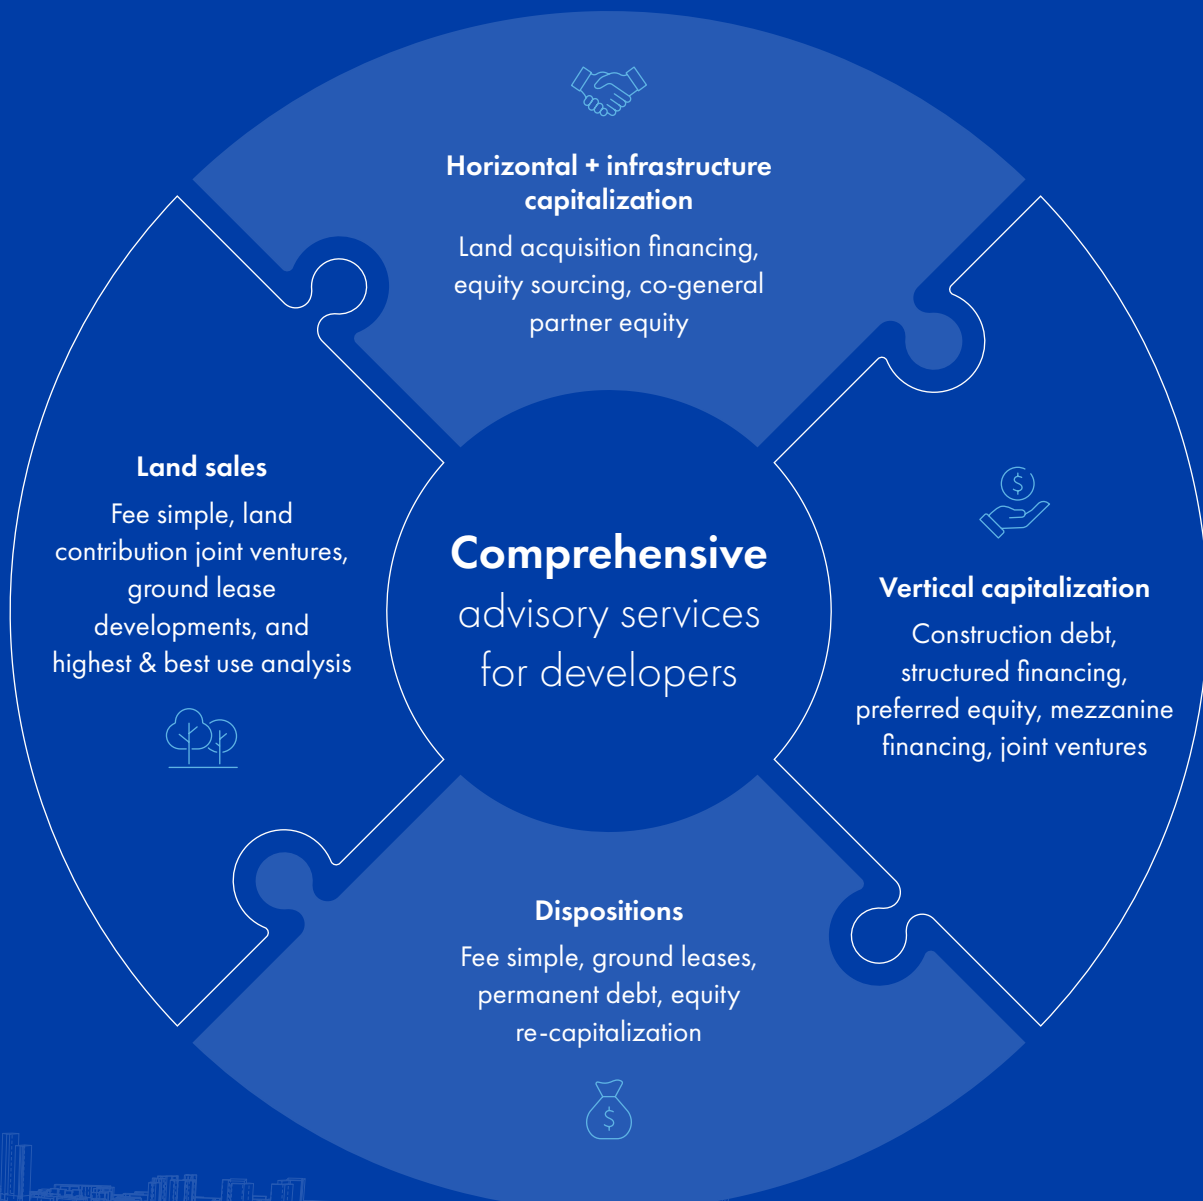 Horizontal + infrastructure
capitalization
Land acquisition financing,
equity sourcing, co-general
partner equity
Land sales
Fee simple, land
contribution joint ventures,
ground lease
developments, and
highest & best use analysis
Comprehensive
advisory services
for developers
$
Vertical capitalization
Construction debt,
structured financing,
preferred equity, mezzanine
financing, joint ventures
Dispositions
Fee simple, ground leases,
permanent debt, equity
re-capitalization
$